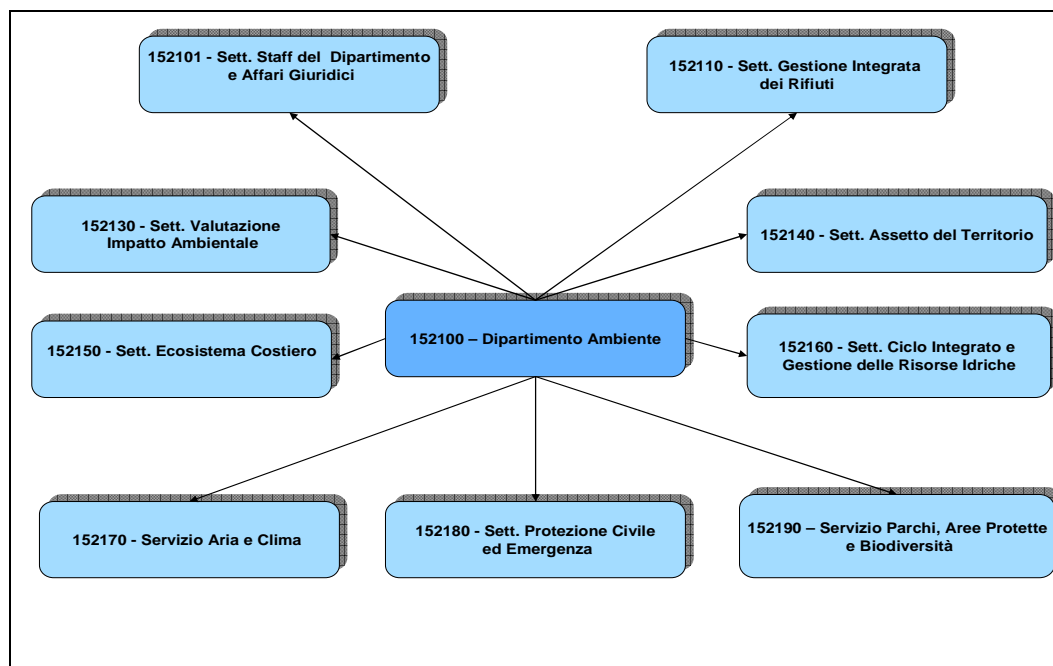 152101 - Sett. Staff del Dipartimento
e Affari Giuridici
152110 - Sett. Gestione Integrata
dei Rifiuti
152130 - Sett. Valutazione
Impatto Ambientale
152140 - Sett. Assetto del Territorio
152100 – Dipartimento Ambiente
152150 - Sett. Ecosistema Costiero
152160 - Sett. Ciclo Integrato e
Gestione delle Risorse Idriche
152170 - Servizio Aria e Clima
152180 - Sett. Protezione Civile
ed Emergenza
152190 – Servizio Parchi, Aree Protette
e Biodiversità